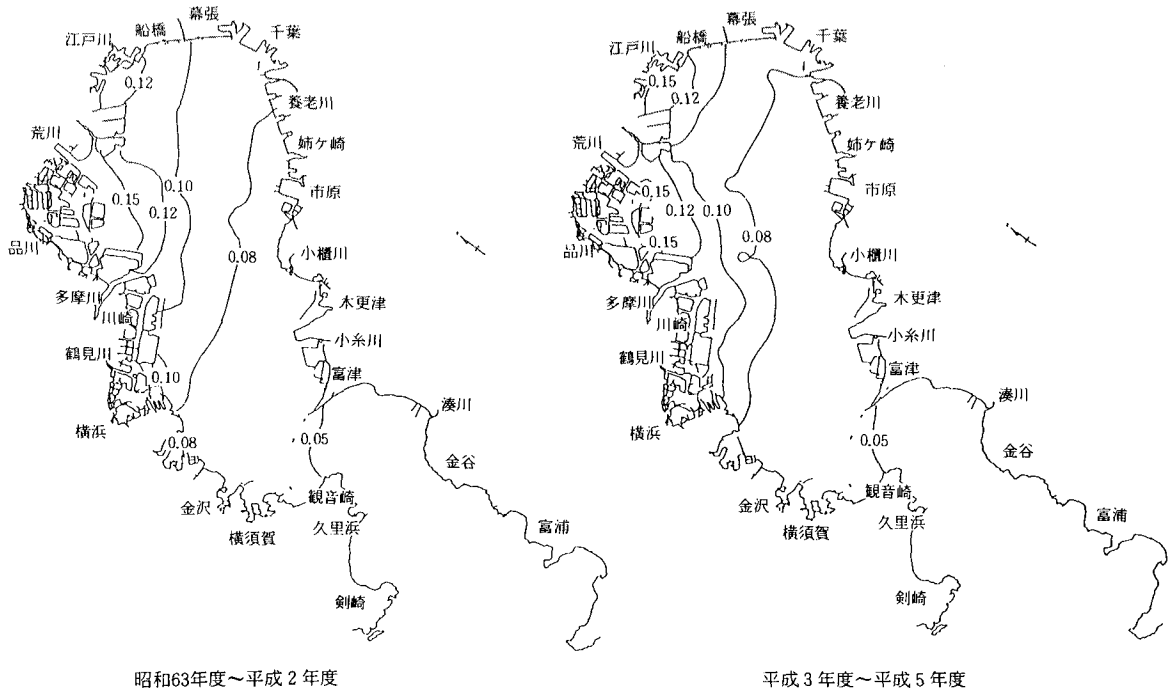 幕張
船橋
千葉
江戸川
0.12
養老川
荒川
姉ケ崎
0.10
0.15
0.12
市原
0.08
品川
小櫃川
多摩川
木更津
川崎
小糸川
鶴見川
富津
0.10
湊川
横浜
0.08
0.05
金谷
金沢
観音崎
横須賀
久里浜
富浦
剣崎
昭和63年度～平成2年度
幕張
船橋
千葉
江戸川
0.15
0.12
養老川
荒川
姉ケ崎
0.15
0.12
0.10
市原
0.08
品川
0.15
小櫃川
多摩川
木更津
川崎
小糸川
鶴見川
富津
湊川
横浜
0.05
金谷
金沢
観音崎
横須賀
久里浜
富浦
剣崎
平成3年度～平成5年度